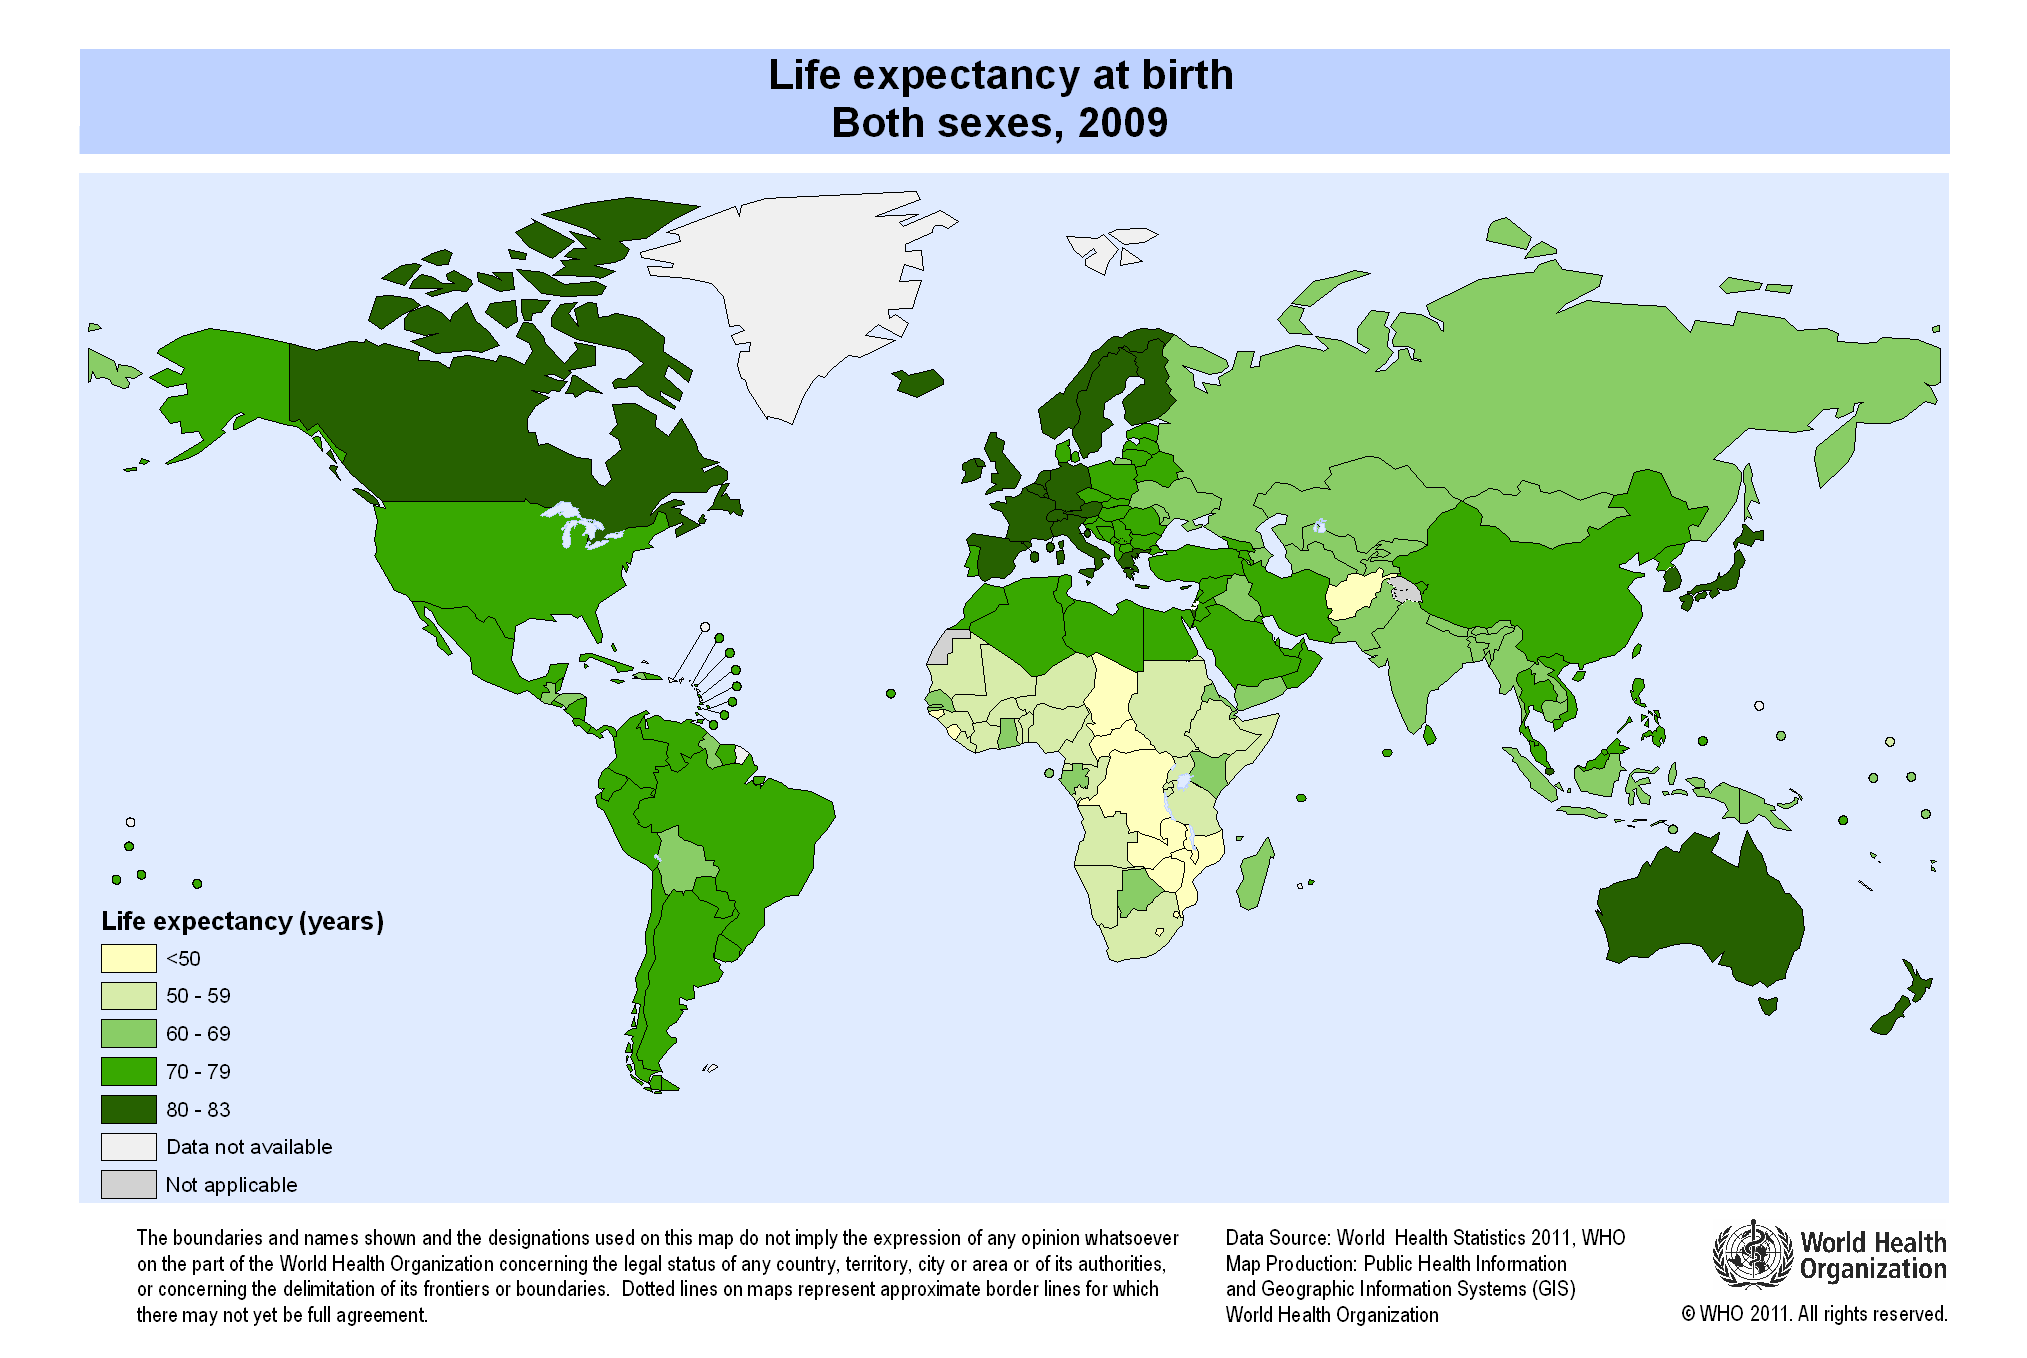 Life expectancy at birth
Both sexes, 2009
Life expectancy (years)
<50
50 - 59
60 - 69
70 - 79
80 - 83
Data not available
Not applicable
The boundaries and names shown and the designations used on this map do not imply the expression of any opinion whatsoever
on the part of the World Health Organization concerning the legal status of any country, territory, city or area or of its authorities,
or concerning the delimitation of its frontiers or boundaries.  Dotted lines on maps represent approximate border lines for which
there may not yet be full agreement.
Data Source: World  Health Statistics 2011, WHO
Map Production: Public Health Information
and Geographic Information Systems (GIS)
World Health Organization
World Health
Organization
© WHO 2011. All rights reserved.